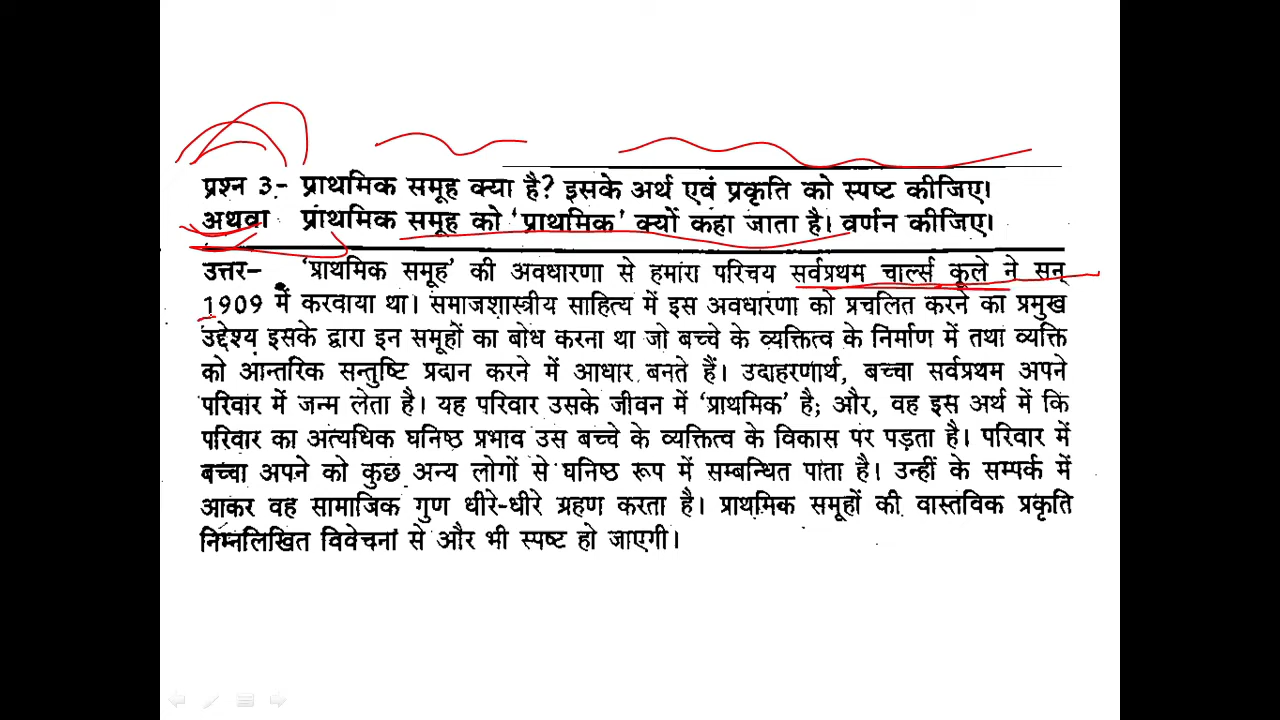 प्रश्न 3:- प्राथमिक समूह क्या है? इसके अर्थ एवं प्रकृति को स्पष्ट कीजिए।
अथवा प्राथमिक समूह को 'प्राथमिक' क्यों कहा जाता है। वर्णन कीजिए।
उत्तर- 'प्राथमिक समूह' की अवधारणा से हमारा परिचय सर्वप्रथम चार्ल्स कूले ने सन्
1909 में करवाया था। समाजशास्त्रीय साहित्य में इस अवधारणा को प्रचलित करने का प्रमुख
उद्देश्य इसके द्वारा इन समूहों का बोध करना था जो बच्चे के व्यक्तित्व के निर्माण में तथा व्यक्ति
को आन्तरिक सन्तुष्टि प्रदान करने में आधार बनते हैं। उदाहरणार्थ, बच्चा सर्वप्रथम अपने
परिवार में जन्म लेता है। यह परिवार उसके जीवन में 'प्राथमिक' है; और, वह इस अर्थ में कि
परिवार का अत्यधिक घनिष्ठ प्रभाव उस बच्चे के व्यक्तित्व के विकास पर पड़ता है। परिवार में
बच्चा अपने को कुछ अन्य लोगों से घनिष्ठ रूप में सम्बन्धित पाता है। उन्हीं के सम्पर्क में
आकर वह सामाजिक गुण धीरे-धीरे ग्रहण करता है। प्राथमिक समूहों की वास्तविक प्रकृति
निम्नलिखित विवेचना से और भी स्पष्ट हो जाएगी।